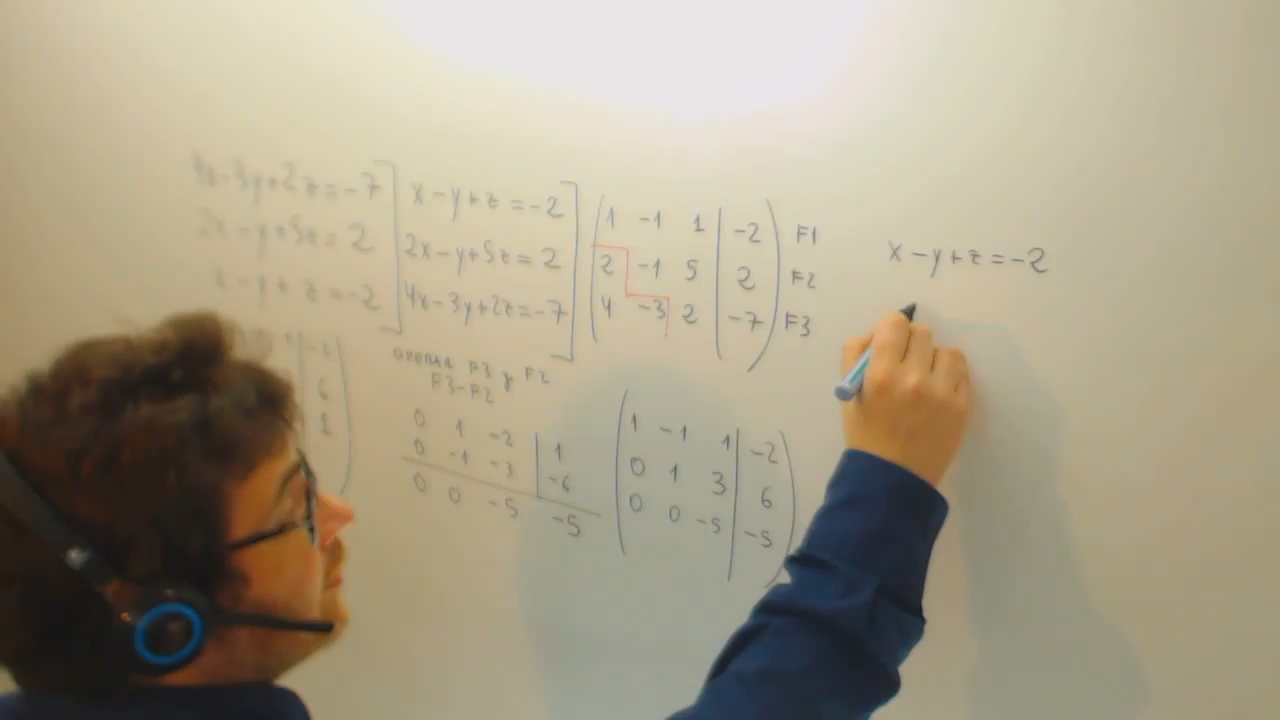 4x-3y+2z=-7
2x-y+5z=2
x-y+z=-2
x-y+z=-2
2x-y+5z=2
4x-3y+2z=-7
1 -1 1 | -2 F1
2 -1 5 | 2 F2
4 -3 2 | -7 F3
x-y+z=-2
6
1
OPERAR F3 y F2
F3-F2
0 1 -2 | 1
0 -1 -3 | -6
0 0 -5 -5
1 -1 1 | -2
0 1 3 | 6
0 0 -5 | -5